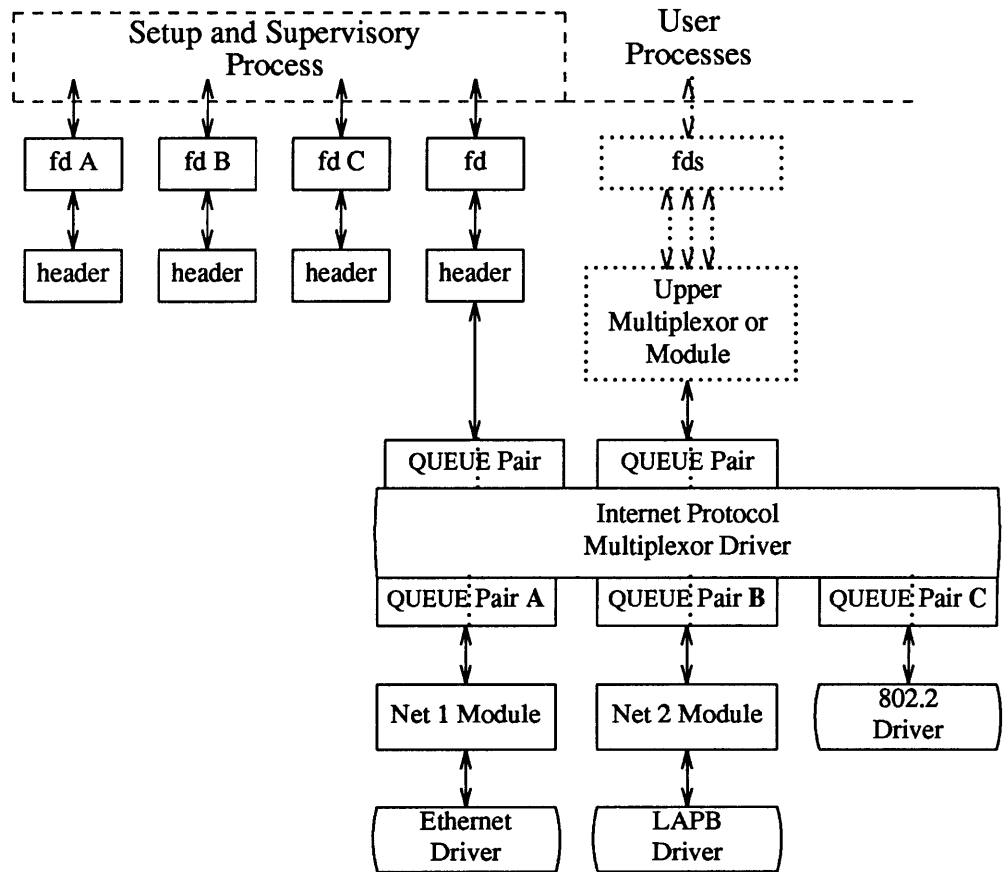 Setup and Supervisory
Process
User
Processes
fd A
fd B
fd C
fd
fds
header
header
header
header
Upper
Multiplexor or
Module
QUEUE Pair
QUEUE Pair
Internet Protocol
Multiplexor Driver
QUEUE Pair A
QUEUE Pair B
QUEUE Pair C
Net 1 Module
Net 2 Module
802.2
Driver
Ethernet
Driver
LAPB
Driver